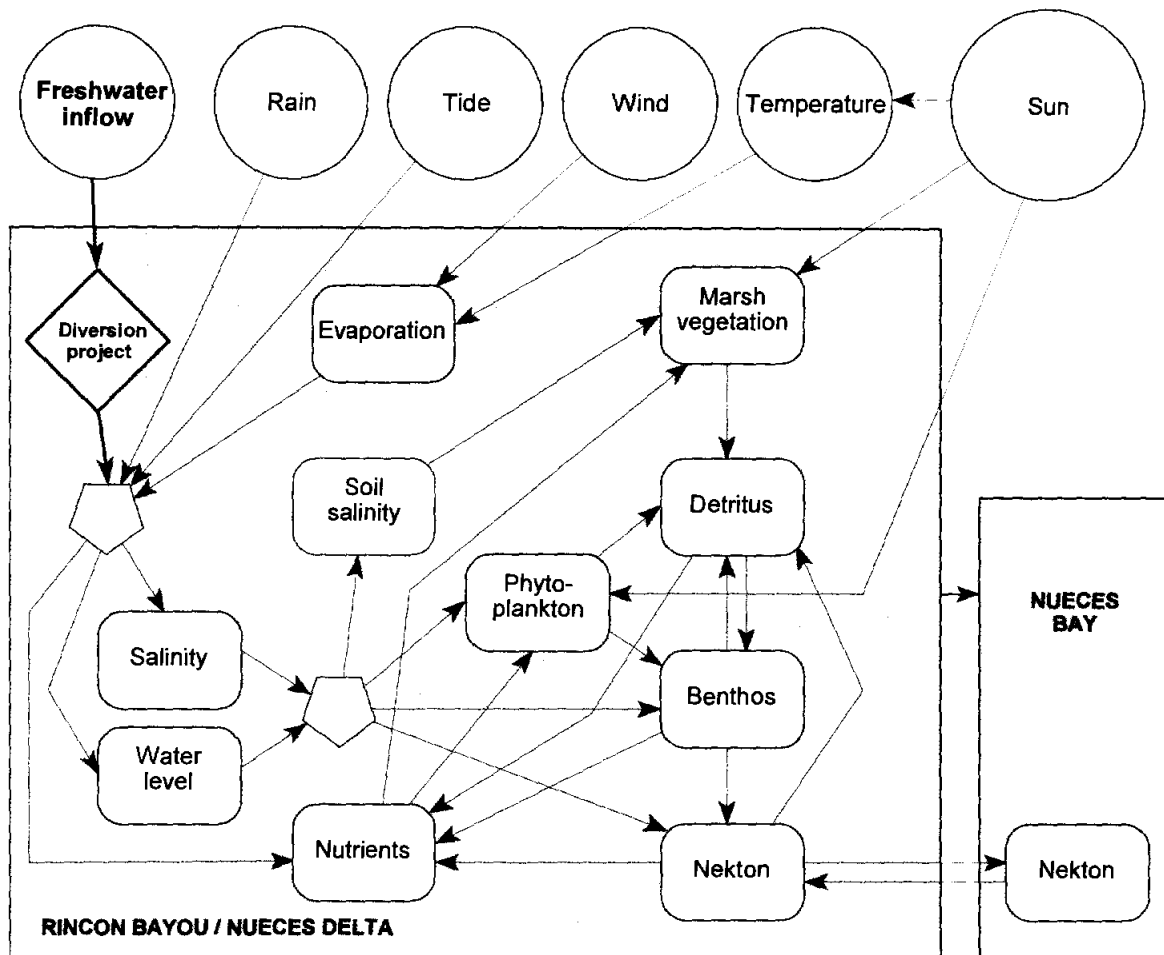 Freshwater
inflow
Rain
Tide
Wind
Temperature
Sun
Diversion
project
Evaporation
Marsh
vegetation
Soil
salinity
Detritus
Phyto-
plankton
NUECES
BAY
Salinity
Benthos
Water
level
Nutrients
Nekton
Nekton
RINCON BAYOU / NUECES DELTA